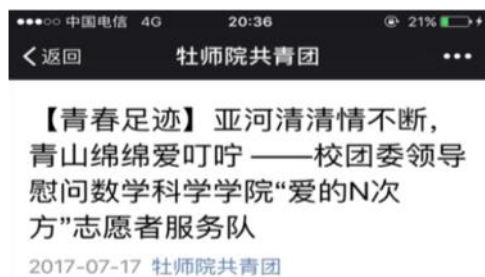 中国电信 4G 20:36 21%
返回 牡师院共青团
【青春足迹】亚河清清情不断,
青山绵绵爱叮咛 ——校团委领导
慰问数学科学学院“爱的N次
方”志愿者服务队
2017-07-17 牡师院共青团